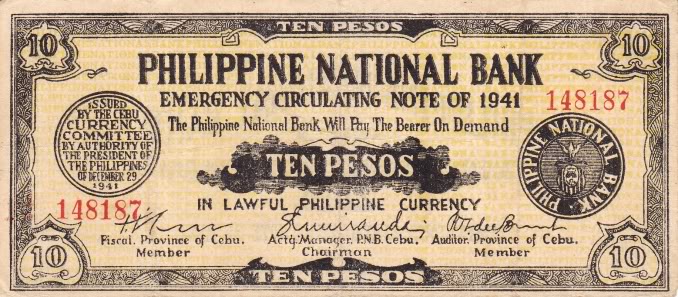 TEN PESOS
10
10
PHILIPPINE NATIONAL BANK
EMERGENCY CIRCULATING NOTE OF 1941
148187
The Philippine National Bank Will Pay The Bearer On Demand
ISSUED
BY THE CEBU
CURRENCY
COMMITTEE
BY AUTHORITY OF
THE PRESIDENT OF
THE PHILIPPINES
OF DECEMBER 29
1941
TEN PESOS
PHILIPPINE NATIONAL BANK
IN LAWFUL PHILIPPINE CURRENCY
148187
Fiscal. Province of Cebu.
Member
Actg. Manager, P.N.B. Cebu.
Chairman
Auditor. Province of Cebu.
Member
10
10
TEN PESOS